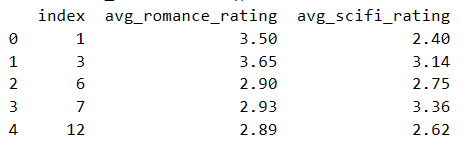 index avg_romance_rating avg_scifi_rating
0 1 3.50 2.40
1 3 3.65 3.14
2 6 2.90 2.75
3 7 2.93 3.36
4 12 2.89 2.62